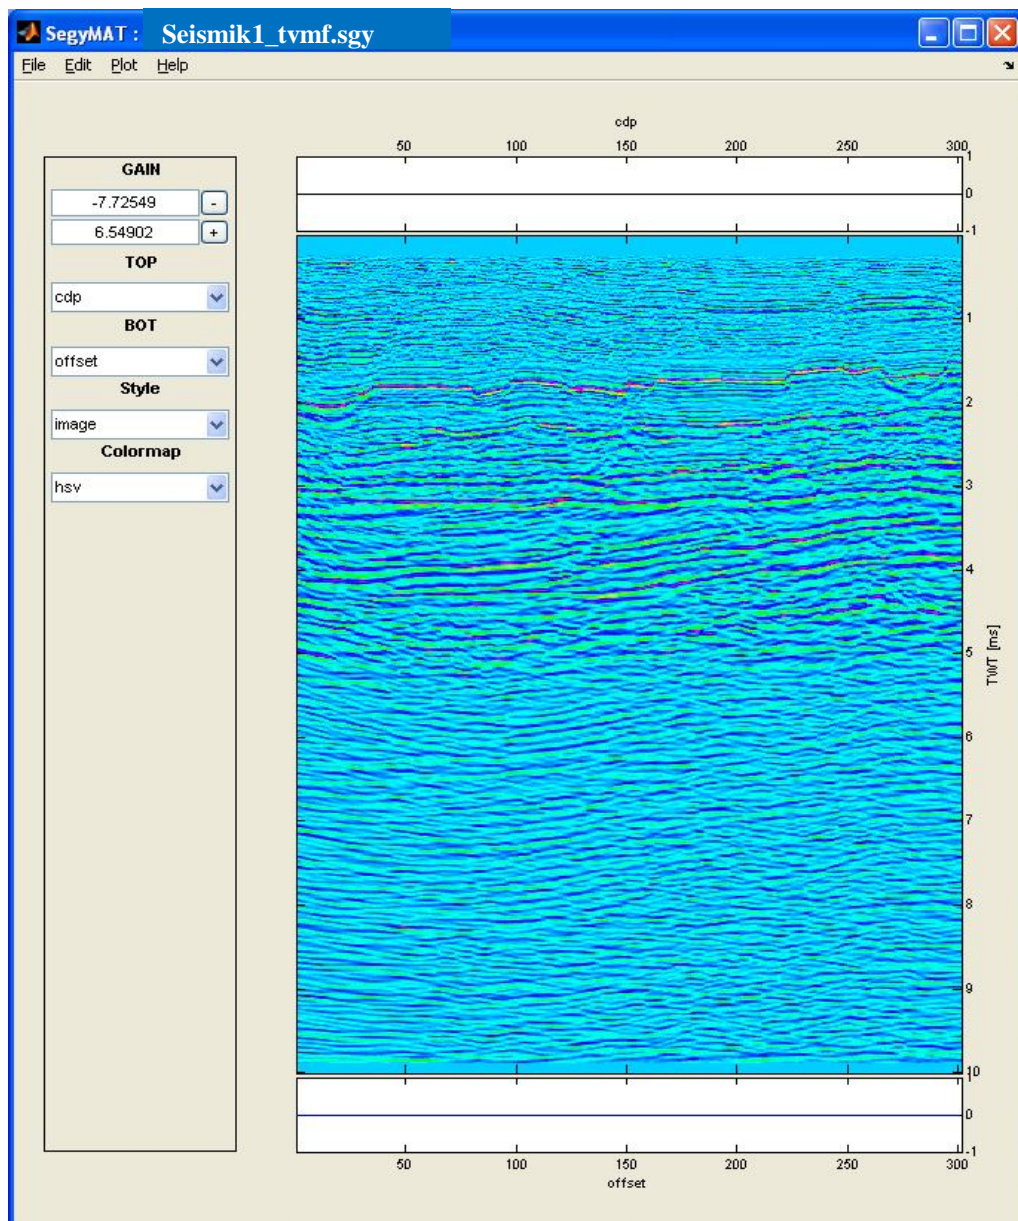 SegyMAT : Seismik1_tvmf.sgy
File Edit Plot Help
GAIN
-7.72549 -
6.54902 +
TOP
cdp
BOT
offset
Style
image
Colormap
hsv
cdp
50 100 150 200 250 300
1
0
-1
1
2
3
4
5
6
7
8
9
10
TWT [ms]
1
0
-1
50 100 150 200 250 300
offset